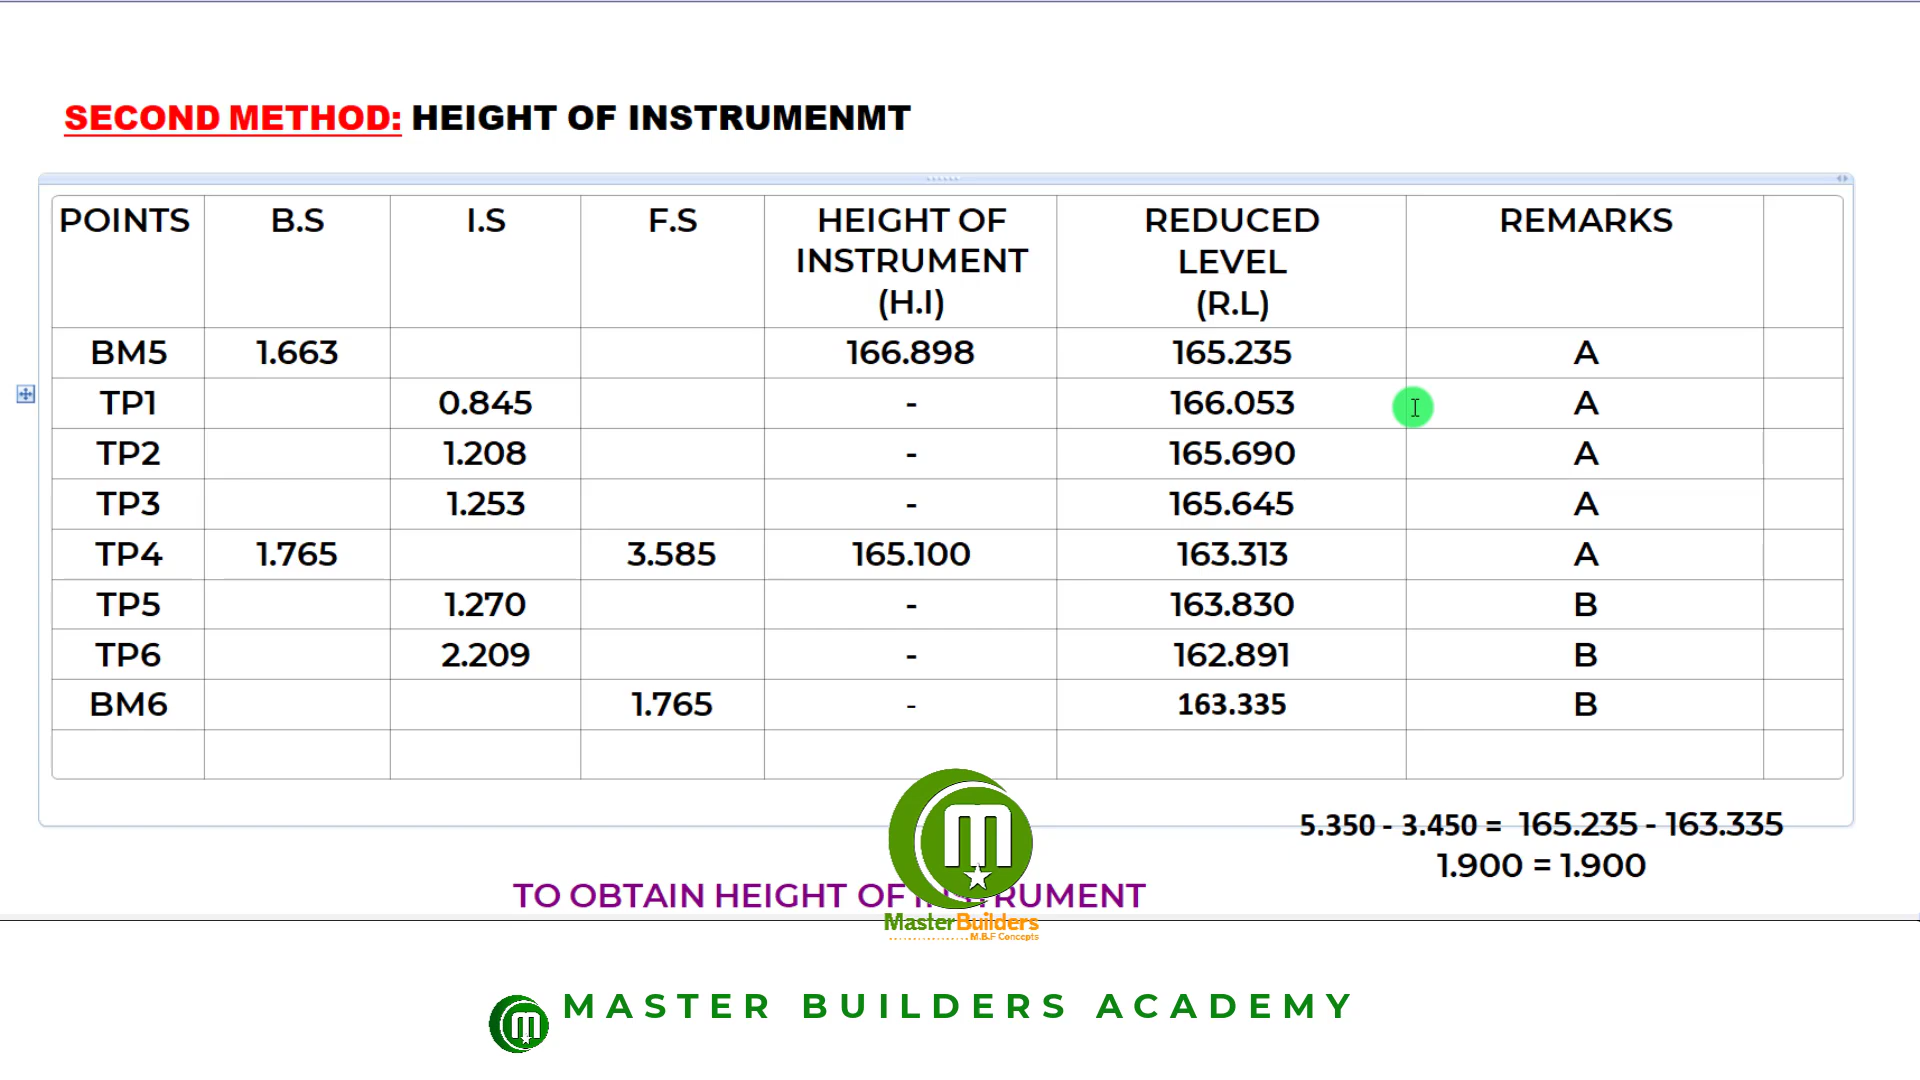 SECOND METHOD: HEIGHT OF INSTRUMENMT
POINTS B.S I.S F.S HEIGHT OF INSTRUMENT (H.I) REDUCED LEVEL (R.L) REMARKS
BM5 1.663 166.898 165.235 A
TP1 0.845 - 166.053 A
TP2 1.208 - 165.690 A
TP3 1.253 - 165.645 A
TP4 1.765 3.585 165.100 163.313 A
TP5 1.270 - 163.830 B
TP6 2.209 - 162.891 B
BM6 1.765 - 163.335 B
5.350 - 3.450 = 165.235 - 163.335
1.900 = 1.900
TO OBTAIN HEIGHT OF INSTRUMENT
MasterBuilders
M.B.F Concepts
MASTER BUILDERS ACADEMY